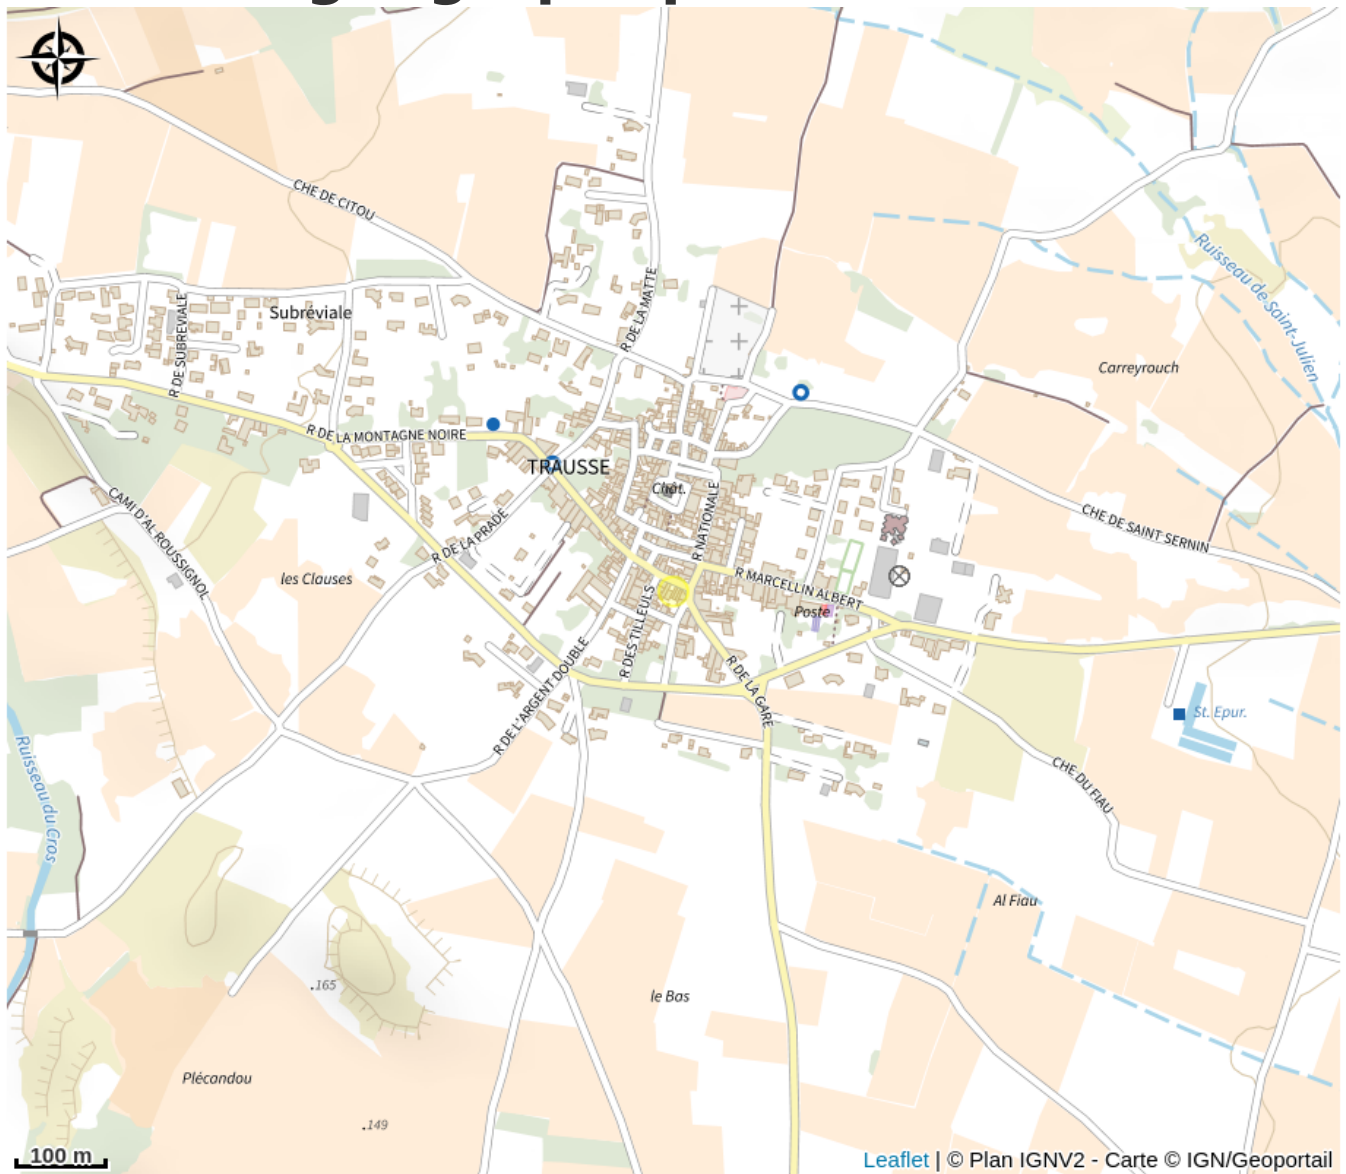 CHE DE CITOU
Ruisseau de Saint-Julien
R DE LA MATTE
Subréviale
R DE SUBREVIALE
Carreyrouch
R DE LA MONTAGNE NOIRE
TRAUSSE
Chât.
R NATIONALE
CAMI D'AL ROUSSIGNOL
R DE LA PRADE
CHE DE SAINT SERNIN
les Clauses
R MARCELLIN ALBERT
Poste
R DES TILLEULS
R DE L'ARGENT DOUBLE
R DE LA GARE
St. Epur.
Ruisseau du Cros
CHE DU FIAU
Al Fiau
.165
le Bas
Plécandou
.149
100 m
Leaflet | © Plan IGNV2 - Carte © IGN/Geoportail